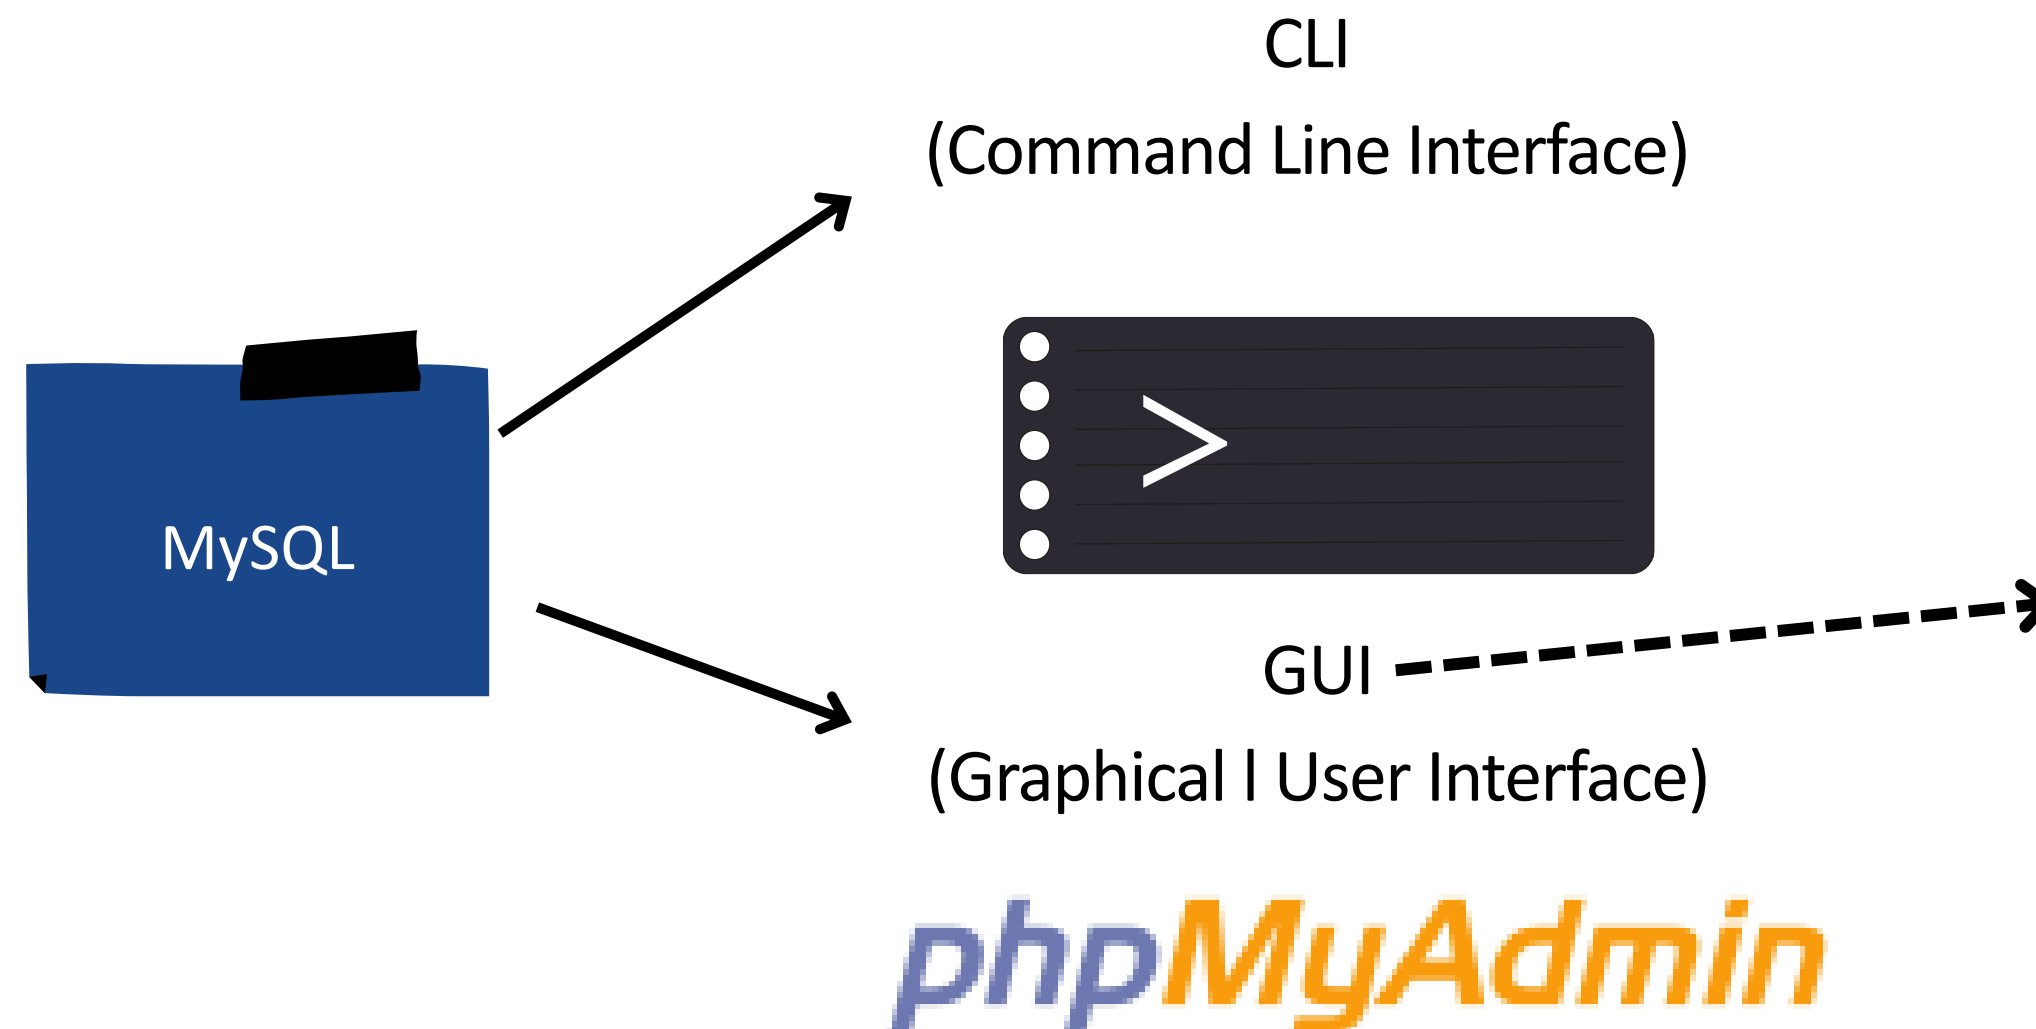 CLI
(Command Line Interface)
>
MySQL
GUI
(Graphical l User Interface)
phpMyAdmin